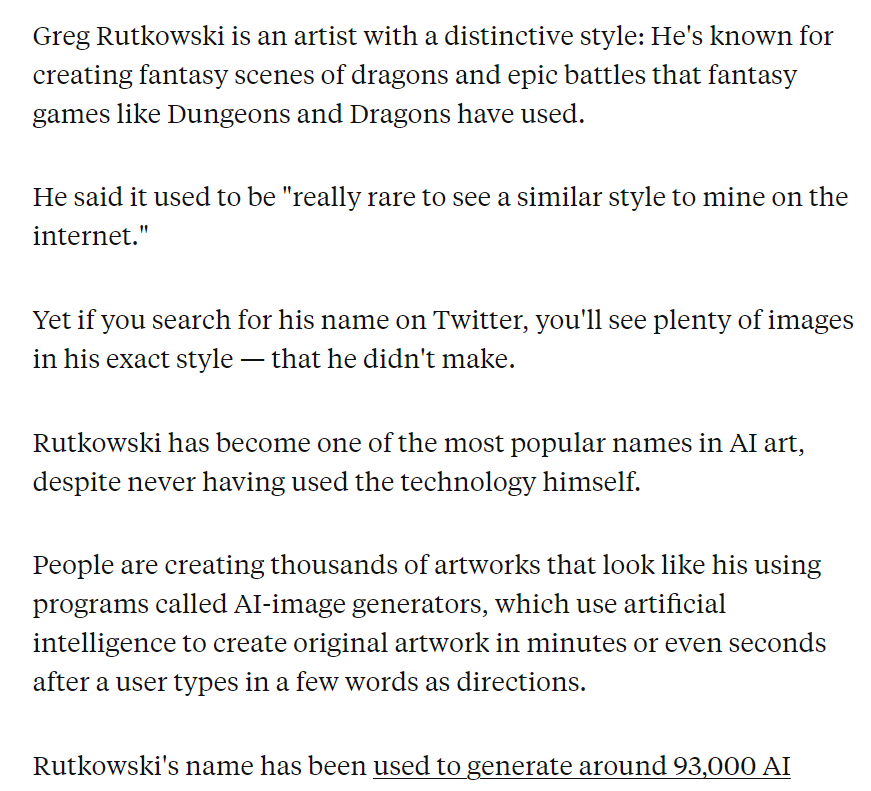 Greg Rutkowski is an artist with a distinctive style: He's known for
creating fantasy scenes of dragons and epic battles that fantasy
games like Dungeons and Dragons have used.
He said it used to be "really rare to see a similar style to mine on the
internet."
Yet if you search for his name on Twitter, you'll see plenty of images
in his exact style — that he didn't make.
Rutkowski has become one of the most popular names in AI art,
despite never having used the technology himself.
People are creating thousands of artworks that look like his using
programs called AI-image generators, which use artificial
intelligence to create original artwork in minutes or even seconds
after a user types in a few words as directions.
Rutkowski's name has been used to generate around 93,000 AI